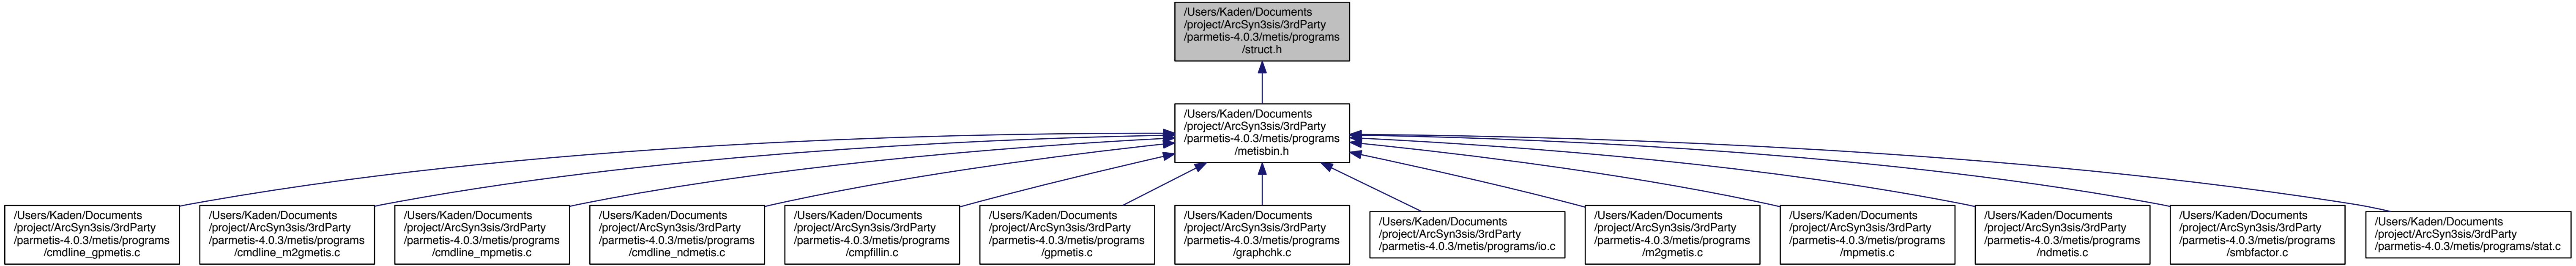 /Users/Kaden/Documents
/project/ArcSyn3sis/3rdParty
/parmetis-4.0.3/metis/programs
/struct.h
/Users/Kaden/Documents
/project/ArcSyn3sis/3rdParty
/parmetis-4.0.3/metis/programs
/metisbin.h
/Users/Kaden/Documents
/project/ArcSyn3sis/3rdParty
/parmetis-4.0.3/metis/programs
/cmdline_gpmetis.c
/Users/Kaden/Documents
/project/ArcSyn3sis/3rdParty
/parmetis-4.0.3/metis/programs
/cmdline_m2gmetis.c
/Users/Kaden/Documents
/project/ArcSyn3sis/3rdParty
/parmetis-4.0.3/metis/programs
/cmdline_mpmetis.c
/Users/Kaden/Documents
/project/ArcSyn3sis/3rdParty
/parmetis-4.0.3/metis/programs
/cmdline_ndmetis.c
/Users/Kaden/Documents
/project/ArcSyn3sis/3rdParty
/parmetis-4.0.3/metis/programs
/cmpfillin.c
/Users/Kaden/Documents
/project/ArcSyn3sis/3rdParty
/parmetis-4.0.3/metis/programs
/gpmetis.c
/Users/Kaden/Documents
/project/ArcSyn3sis/3rdParty
/parmetis-4.0.3/metis/programs
/graphchk.c
/Users/Kaden/Documents
/project/ArcSyn3sis/3rdParty
/parmetis-4.0.3/metis/programs/io.c
/Users/Kaden/Documents
/project/ArcSyn3sis/3rdParty
/parmetis-4.0.3/metis/programs
/m2gmetis.c
/Users/Kaden/Documents
/project/ArcSyn3sis/3rdParty
/parmetis-4.0.3/metis/programs
/mpmetis.c
/Users/Kaden/Documents
/project/ArcSyn3sis/3rdParty
/parmetis-4.0.3/metis/programs
/ndmetis.c
/Users/Kaden/Documents
/project/ArcSyn3sis/3rdParty
/parmetis-4.0.3/metis/programs
/smbfactor.c
/Users/Kaden/Documents
/project/ArcSyn3sis/3rdParty
/parmetis-4.0.3/metis/programs/stat.c